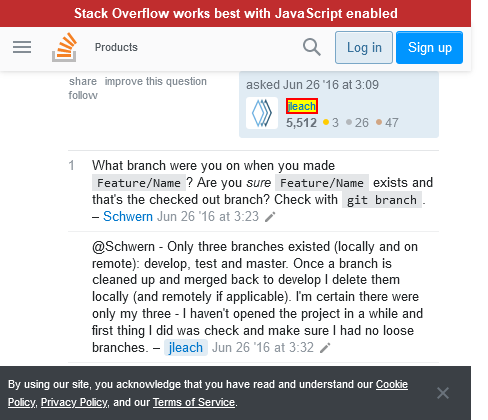 Stack Overflow works best with JavaScript enabled
Products
Log in
Sign up
share improve this question
follow
asked Jun 26 '16 at 3:09
jleach
5,512 3 26 47
1
What branch were you on when you made
Feature/Name ? Are you sure Feature/Name exists and
that's the checked out branch? Check with git branch .
– Schwern Jun 26 '16 at 3:23
@Schwern - Only three branches existed (locally and on
remote): develop, test and master. Once a branch is
cleaned up and merged back to develop I delete them
locally (and remotely if applicable). I'm certain there were
only my three - I haven't opened the project in a while and
first thing I did was check and make sure I had no loose
branches. – jleach Jun 26 '16 at 3:32
By using our site, you acknowledge that you have read and understand our Cookie
Policy, Privacy Policy, and our Terms of Service.